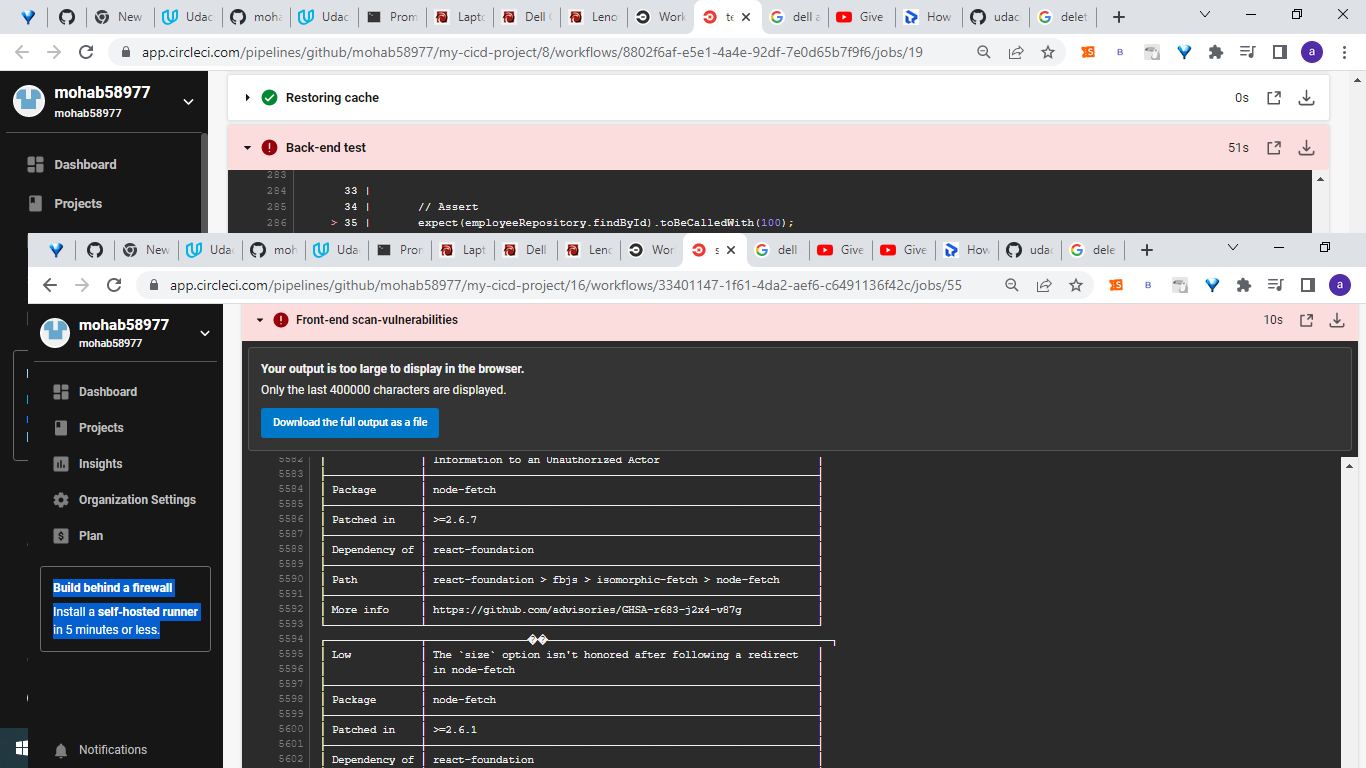 New
Udac
moha
Udac
Prom
Lapto
Dell (
Leno
Work
te
dell a
Give
How
udac
delet
app.circleci.com/pipelines/github/mohab58977/my-cicd-project/8/workflows/8802f6af-e5e1-4a4e-92df-7e0d65b7f9f6/jobs/19
a
mohab58977
mohab58977
Dashboard
Projects
Restoring cache
0s
Back-end test
51s
283
284 33 |
285 34 | // Assert
286 > 35 | expect(employeeRepository.findById).toBeCalledWith(100);
New
Udac
moh
Uda
Pron
Lapt
Dell
Lenc
Wor
s
dell
Give
Give
How
udac
dele
app.circleci.com/pipelines/github/mohab58977/my-cicd-project/16/workflows/33401147-1f61-4da2-aef6-c6491136f42c/jobs/55
B
a
mohab58977
mohab58977
Dashboard
Projects
Insights
Organization Settings
Plan
Build behind a firewall
Install a self-hosted runner
in 5 minutes or less.
Notifications
Front-end scan-vulnerabilities
10s
Your output is too large to display in the browser.
Only the last 400000 characters are displayed.
Download the full output as a file
5582 Information to an Unauthorized Actor
5583
5584 Package node-fetch
5585
5586 Patched in >=2.6.7
5587
5588 Dependency of react-foundation
5589
5590 Path react-foundation > fbjs > isomorphic-fetch > node-fetch
5591
5592 More info https://github.com/advisories/GHSA-r683-j2x4-v87g
5593
5594 ��
5595 Low The `size` option isn't honored after following a redirect
5596 in node-fetch
5597
5598 Package node-fetch
5599
5600 Patched in >=2.6.1
5601
5602 Dependency of react-foundation